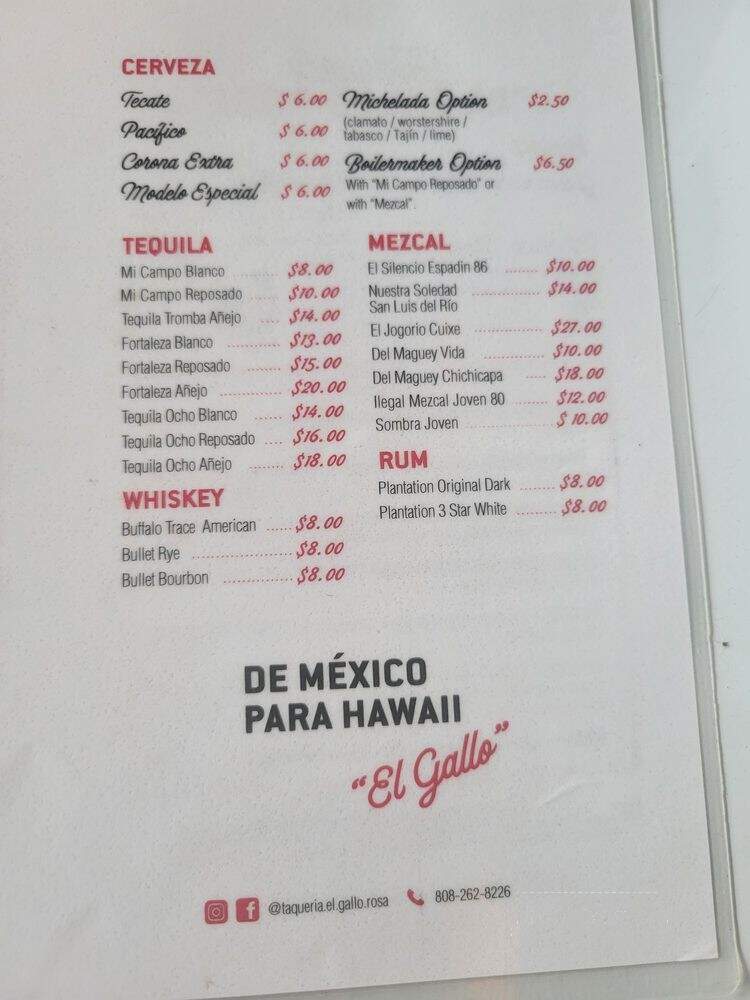 CERVEZA
Tecate $ 6.00
Pacífico $ 6.00
Corona Extra $ 6.00
Modelo Especial $ 6.00
Michelada Option $2.50
(clamato / worstershire /
tabasco / Tajín / lime)
Boilermaker Option $6.50
With "Mi Campo Reposado" or
with "Mezcal".
TEQUILA
Mi Campo Blanco ........ $8.00
Mi Campo Reposado ...... $10.00
Tequila Tromba Añejo .... $14.00
Fortaleza Blanco ........... $13.00
Fortaleza Reposado ............. $15.00
Fortaleza Añejo ............... $20.00
Tequila Ocho Blanco ...... $14.00
Tequila Ocho Reposado .... $16.00
Tequila Ocho Añejo ........ $18.00
WHISKEY
Buffalo Trace American ..... $8.00
Bullet Rye ....................... $8.00
Bullet Bourbon ................ $8.00
MEZCAL
El Silencio Espadin 86 ........ $10.00
Nuestra Soledad ................ $14.00
San Luis del Río
El Jogorio Cuixe ................ $27.00
Del Maguey Vida .............. $10.00
Del Maguey Chichicapa ..... $18.00
Ilegal Mezcal Joven 80 ........ $12.00
Sombra Joven ..................... $ 10.00
RUM
Plantation Original Dark ........ $8.00
Plantation 3 Star White ......... $8.00
DE MÉXICO
PARA HAWAII
"El Gallo"
@taqueria.el.gallo.rosa 808-262-8226